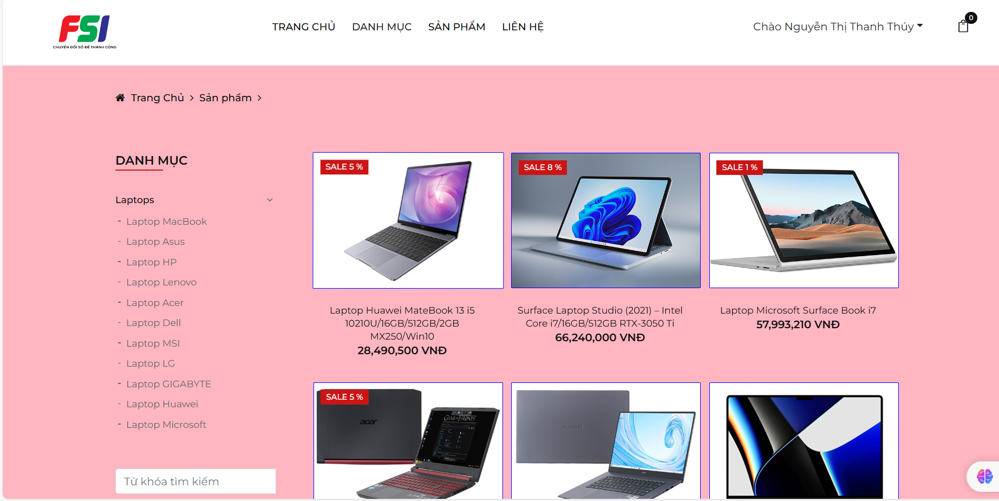 FSI
CHUYỂN ĐỔI SỐ ĐỂ THÀNH CÔNG
TRANG CHỦ
DANH MỤC
SẢN PHẨM
LIÊN HỆ
Chào Nguyễn Thị Thanh Thúy
0
Trang Chủ > Sản phẩm >
DANH MỤC
Laptops
- Laptop MacBook
- Laptop Asus
- Laptop HP
- Laptop Lenovo
- Laptop Acer
- Laptop Dell
- Laptop MSI
- Laptop LG
- Laptop GIGABYTE
- Laptop Huawei
- Laptop Microsoft
Từ khóa tìm kiếm
SALE 5 %
Laptop Huawei MateBook 13 i5
10210U/16GB/512GB/2GB
MX250/Win10
28,490,500 VNĐ
SALE 8 %
Surface Laptop Studio (2021) – Intel
Core i7/16GB/512GB RTX-3050 Ti
66,240,000 VNĐ
SALE 1 %
Laptop Microsoft Surface Book i7
57,993,210 VNĐ
SALE 5 %
acer
GAME OF THRONES
HUAWEI